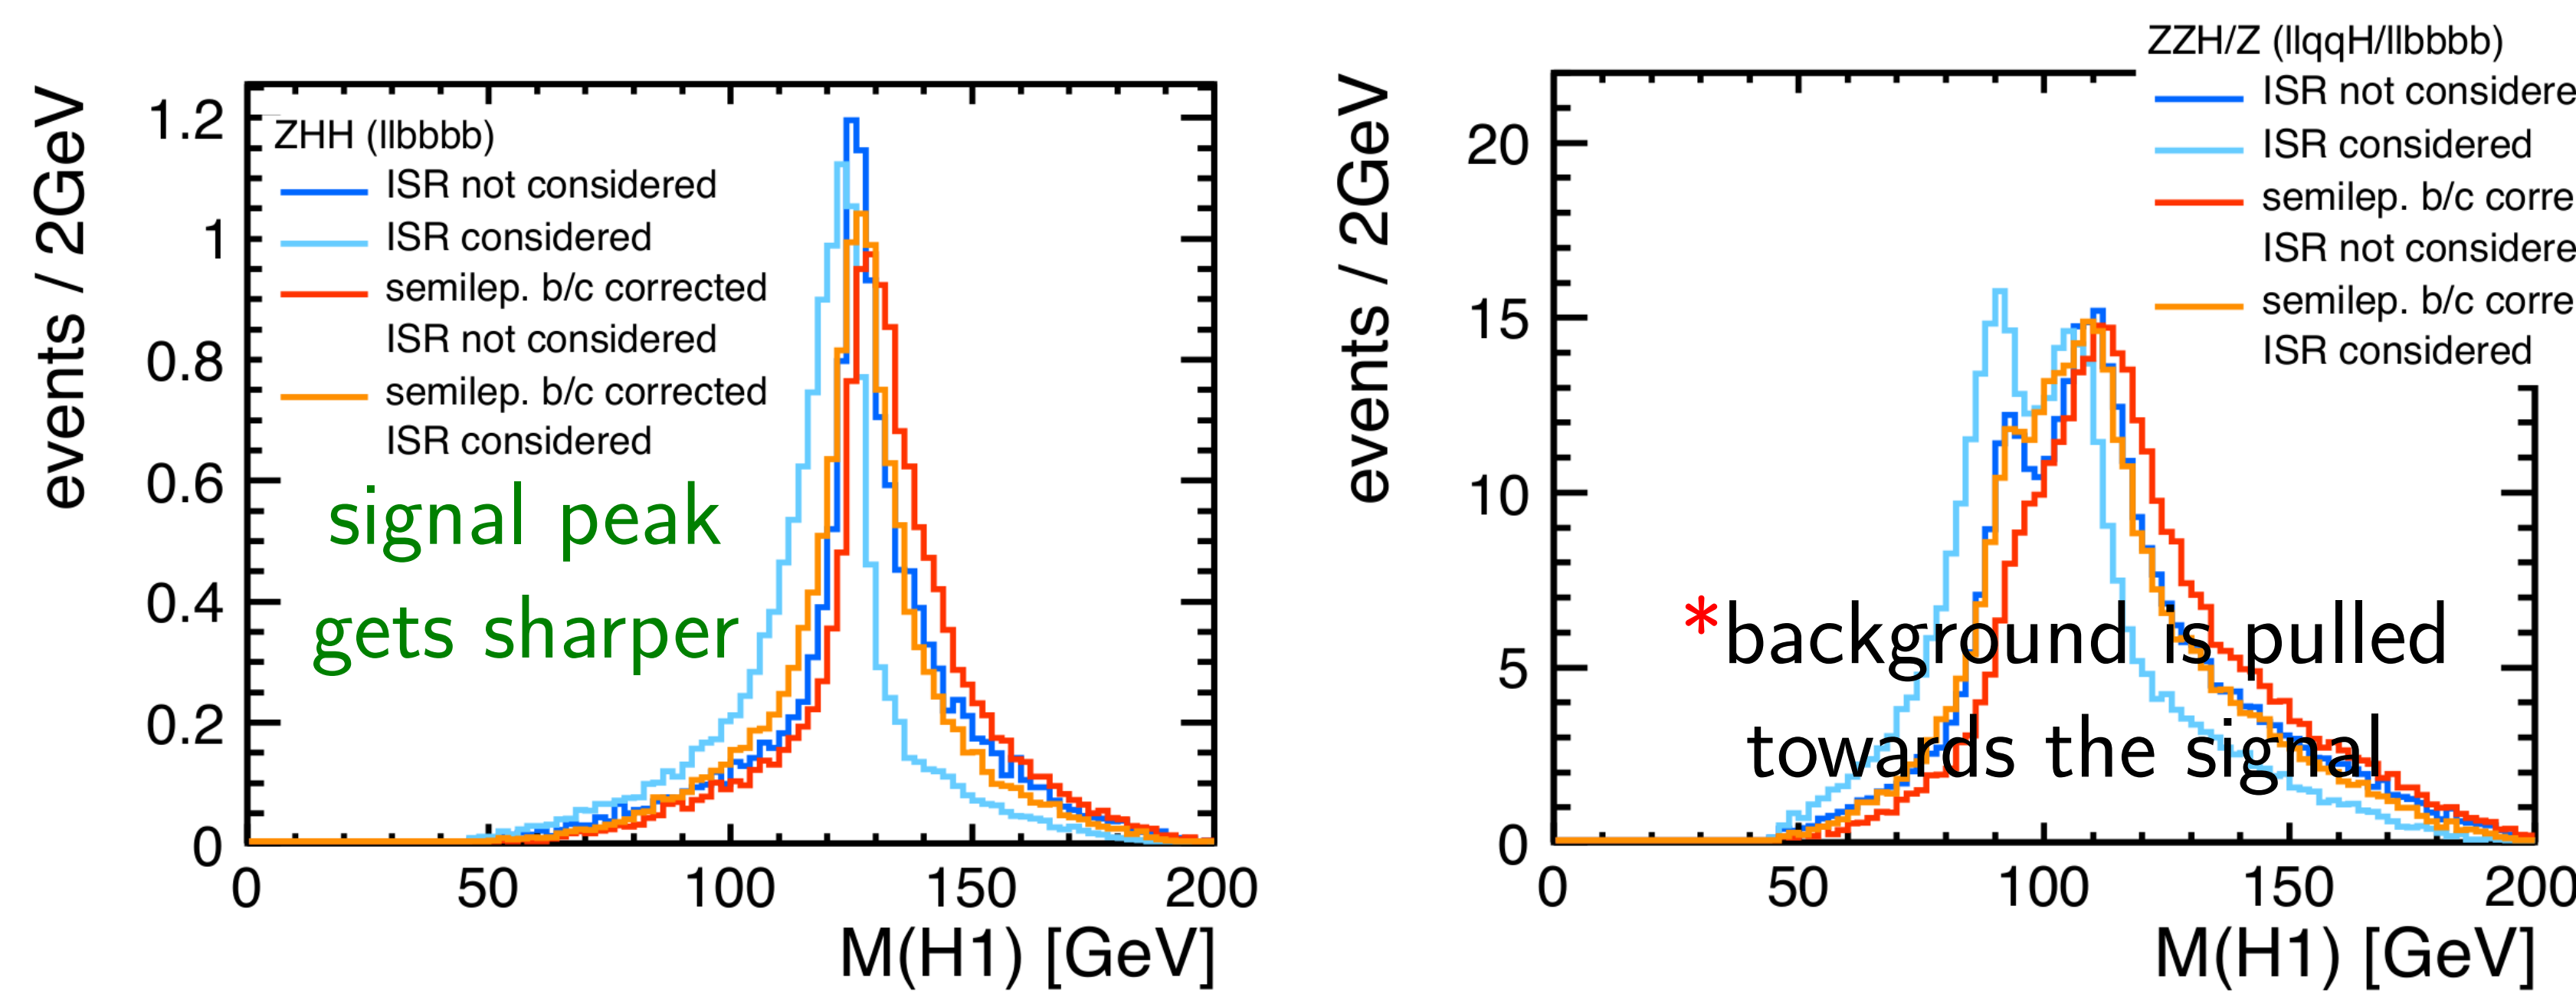 events / 2GeV
1.2
1
0.8
0.6
0.4
0.2
0
ZHH (llbbbb)
ISR not considered
ISR considered
semilep. b/c corrected
ISR not considered
semilep. b/c corrected
ISR considered
signal peak
gets sharper
0 50 100 150 200
M(H1) [GeV]
events / 2GeV
20
15
10
5
0
ZZH/Z (llqqH/llbbbb)
ISR not considere
ISR considered
semilep. b/c corre
ISR not considere
semilep. b/c corre
ISR considered
*background is pulled
towards the signal
0 50 100 150 200
M(H1) [GeV]